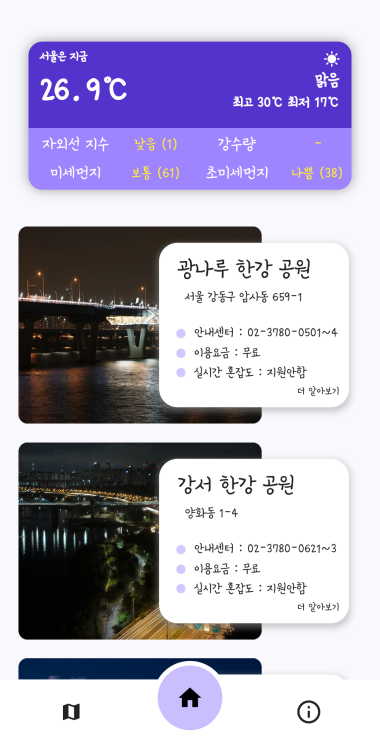 서울은 지금
26.9℃
맑음
최고 30℃ 최저 17℃
자외선 지수 낮음 (1) 강수량 -
미세먼지 보통 (61) 초미세먼지 나쁨 (38)
광나루 한강 공원
서울 강동구 암사동 659-1
안내센터 : 02-3780-0501~4
이용요금 : 무료
실시간 혼잡도 : 지원안함
더 알아보기
강서 한강 공원
양화동 1-4
안내센터 : 02-3780-0621~3
이용요금 : 무료
실시간 혼잡도 : 지원안함
더 알아보기